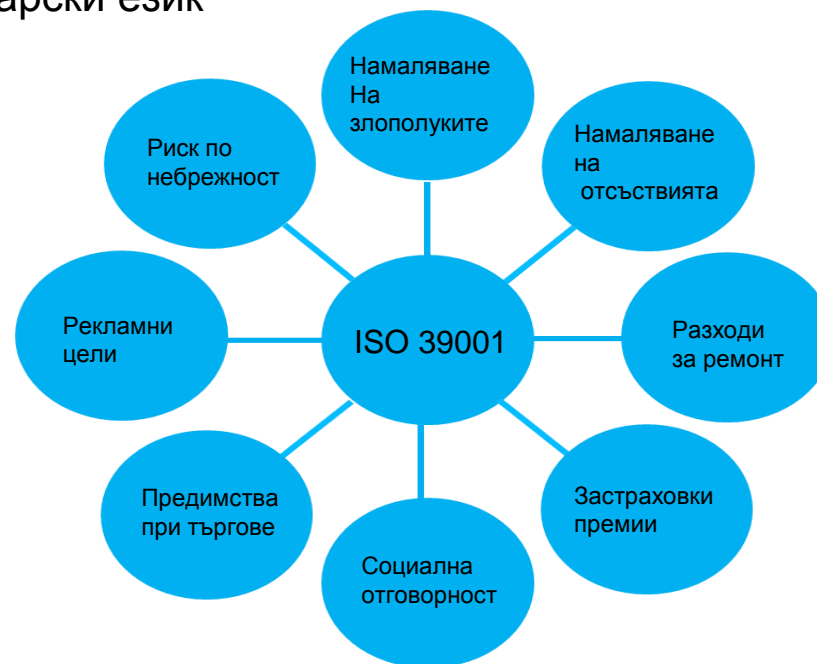 арски език
Намаляване
На
злополуките
Намаляване
на
отсъствията
Разходи
за ремонт
Застраховки
премии
Социална
отговорност
Предимства
при търгове
Рекламни
цели
Риск по
небрежност
ISO 39001